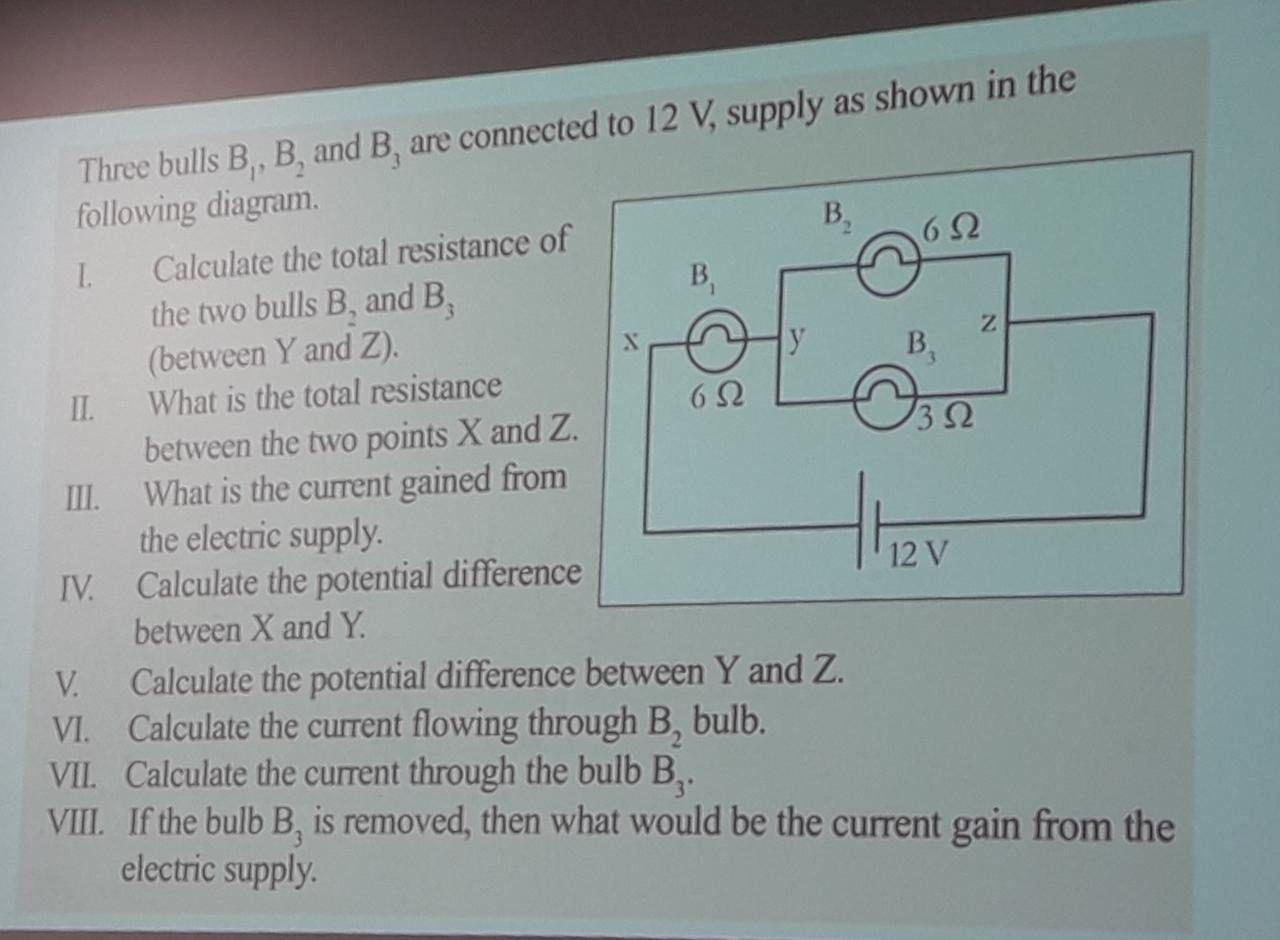 Three bulls B₁, B₂ and B₃ are connected to 12 V, supply as shown in the
following diagram.
I. Calculate the total resistance of
the two bulls B₂ and B₃
(between Y and Z).
II. What is the total resistance
between the two points X and Z.
III. What is the current gained from
the electric supply.
IV. Calculate the potential difference
between X and Y.
B₂ 6 Ω
B₁
x
y
B₃
z
6 Ω
3 Ω
12 V
V. Calculate the potential difference between Y and Z.
VI. Calculate the current flowing through B₂ bulb.
VII. Calculate the current through the bulb B₃.
VIII. If the bulb B₃ is removed, then what would be the current gain from the
electric supply.